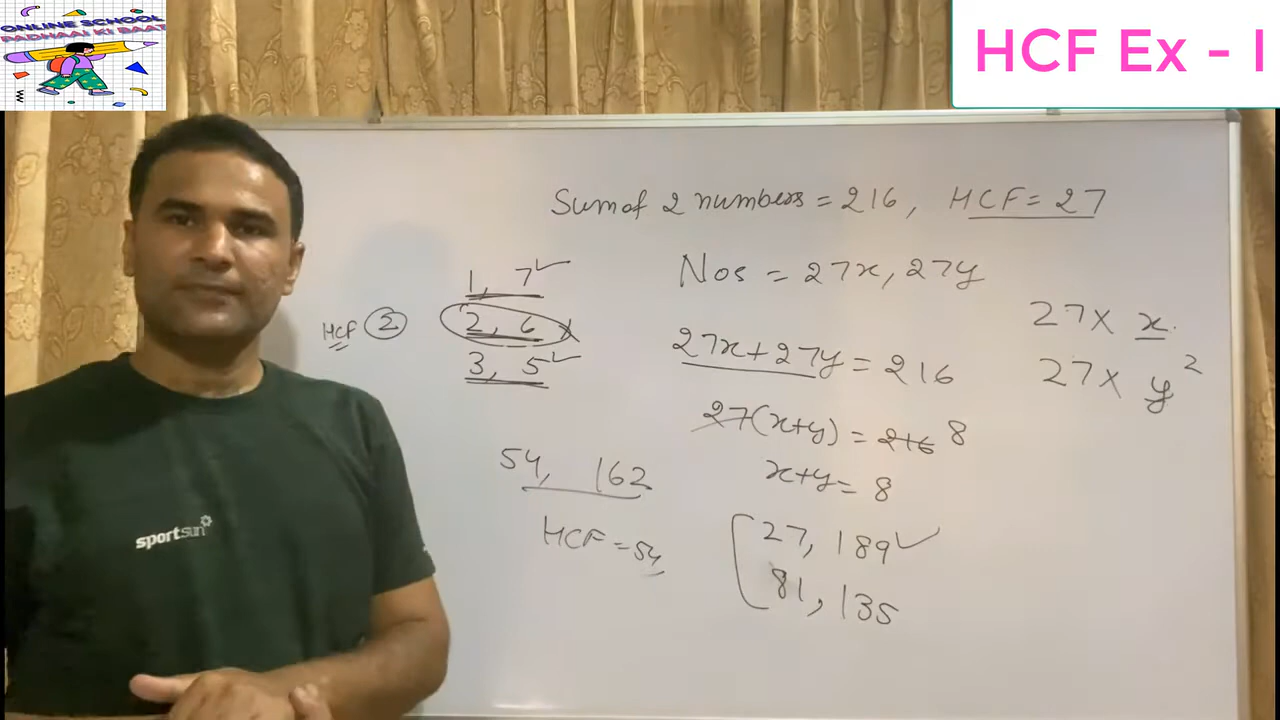 ONLINE SCHOOL
PADHAAI KI BAAT
HCF Ex - I
Sum of 2 numbers = 216, HCF = 27
Nos = 27x, 27y
27x + 27y = 216
27(x+y) = 216 8
x+y = 8
27, 189 ✓
81, 135
27 × x
27 × y 2
1, 7 ✓
HCF 2 2, 6 ×
3, 5 ✓
54, 162
HCF = 54
sportsun